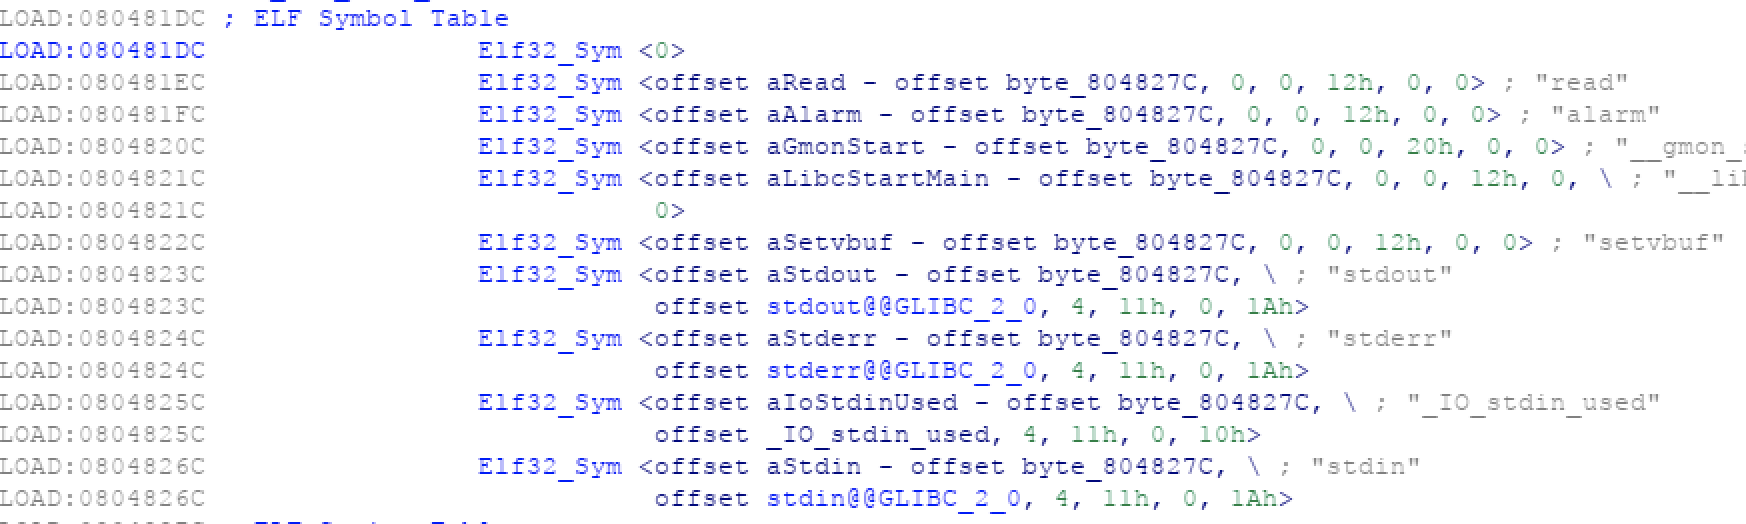 LOAD:080481DC ; ELF Symbol Table
LOAD:080481DC Elf32_Sym <0>
LOAD:080481EC Elf32_Sym <offset aRead - offset byte_804827C, 0, 0, 12h, 0, 0> ; "read"
LOAD:080481FC Elf32_Sym <offset aAlarm - offset byte_804827C, 0, 0, 12h, 0, 0> ; "alarm"
LOAD:0804820C Elf32_Sym <offset aGmonStart - offset byte_804827C, 0, 0, 20h, 0, 0> ; "__gmon_
LOAD:0804821C Elf32_Sym <offset aLibcStartMain - offset byte_804827C, 0, 0, 12h, 0, \ ; "__li
LOAD:0804821C 0>
LOAD:0804822C Elf32_Sym <offset aSetvbuf - offset byte_804827C, 0, 0, 12h, 0, 0> ; "setvbuf"
LOAD:0804823C Elf32_Sym <offset aStdout - offset byte_804827C, \ ; "stdout"
LOAD:0804823C offset stdout@@GLIBC_2_0, 4, 11h, 0, 1Ah>
LOAD:0804824C Elf32_Sym <offset aStderr - offset byte_804827C, \ ; "stderr"
LOAD:0804824C offset stderr@@GLIBC_2_0, 4, 11h, 0, 1Ah>
LOAD:0804825C Elf32_Sym <offset aIoStdinUsed - offset byte_804827C, \ ; "_IO_stdin_used"
LOAD:0804825C offset _IO_stdin_used, 4, 11h, 0, 10h>
LOAD:0804826C Elf32_Sym <offset aStdin - offset byte_804827C, \ ; "stdin"
LOAD:0804826C offset stdin@@GLIBC_2_0, 4, 11h, 0, 1Ah>